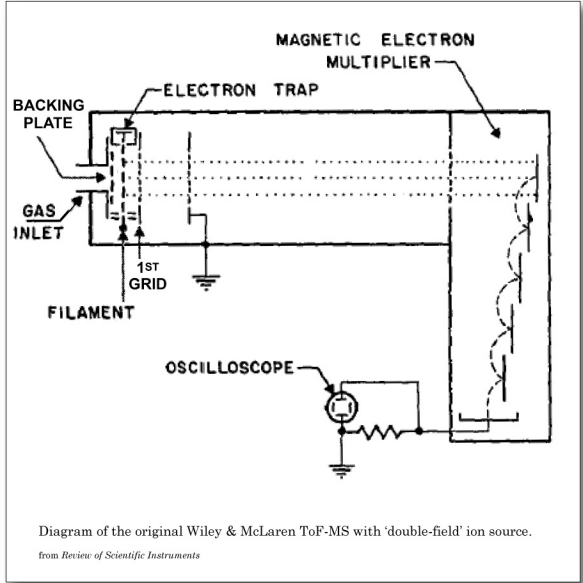 MAGNETIC ELECTRON
MULTIPLIER
ELECTRON TRAP
BACKING
PLATE
GAS
INLET
1ST
GRID
FILAMENT
OSCILLOSCOPE
Diagram of the original Wiley & McLaren ToF-MS with ‘double-field’ ion source.
from Review of Scientific Instruments